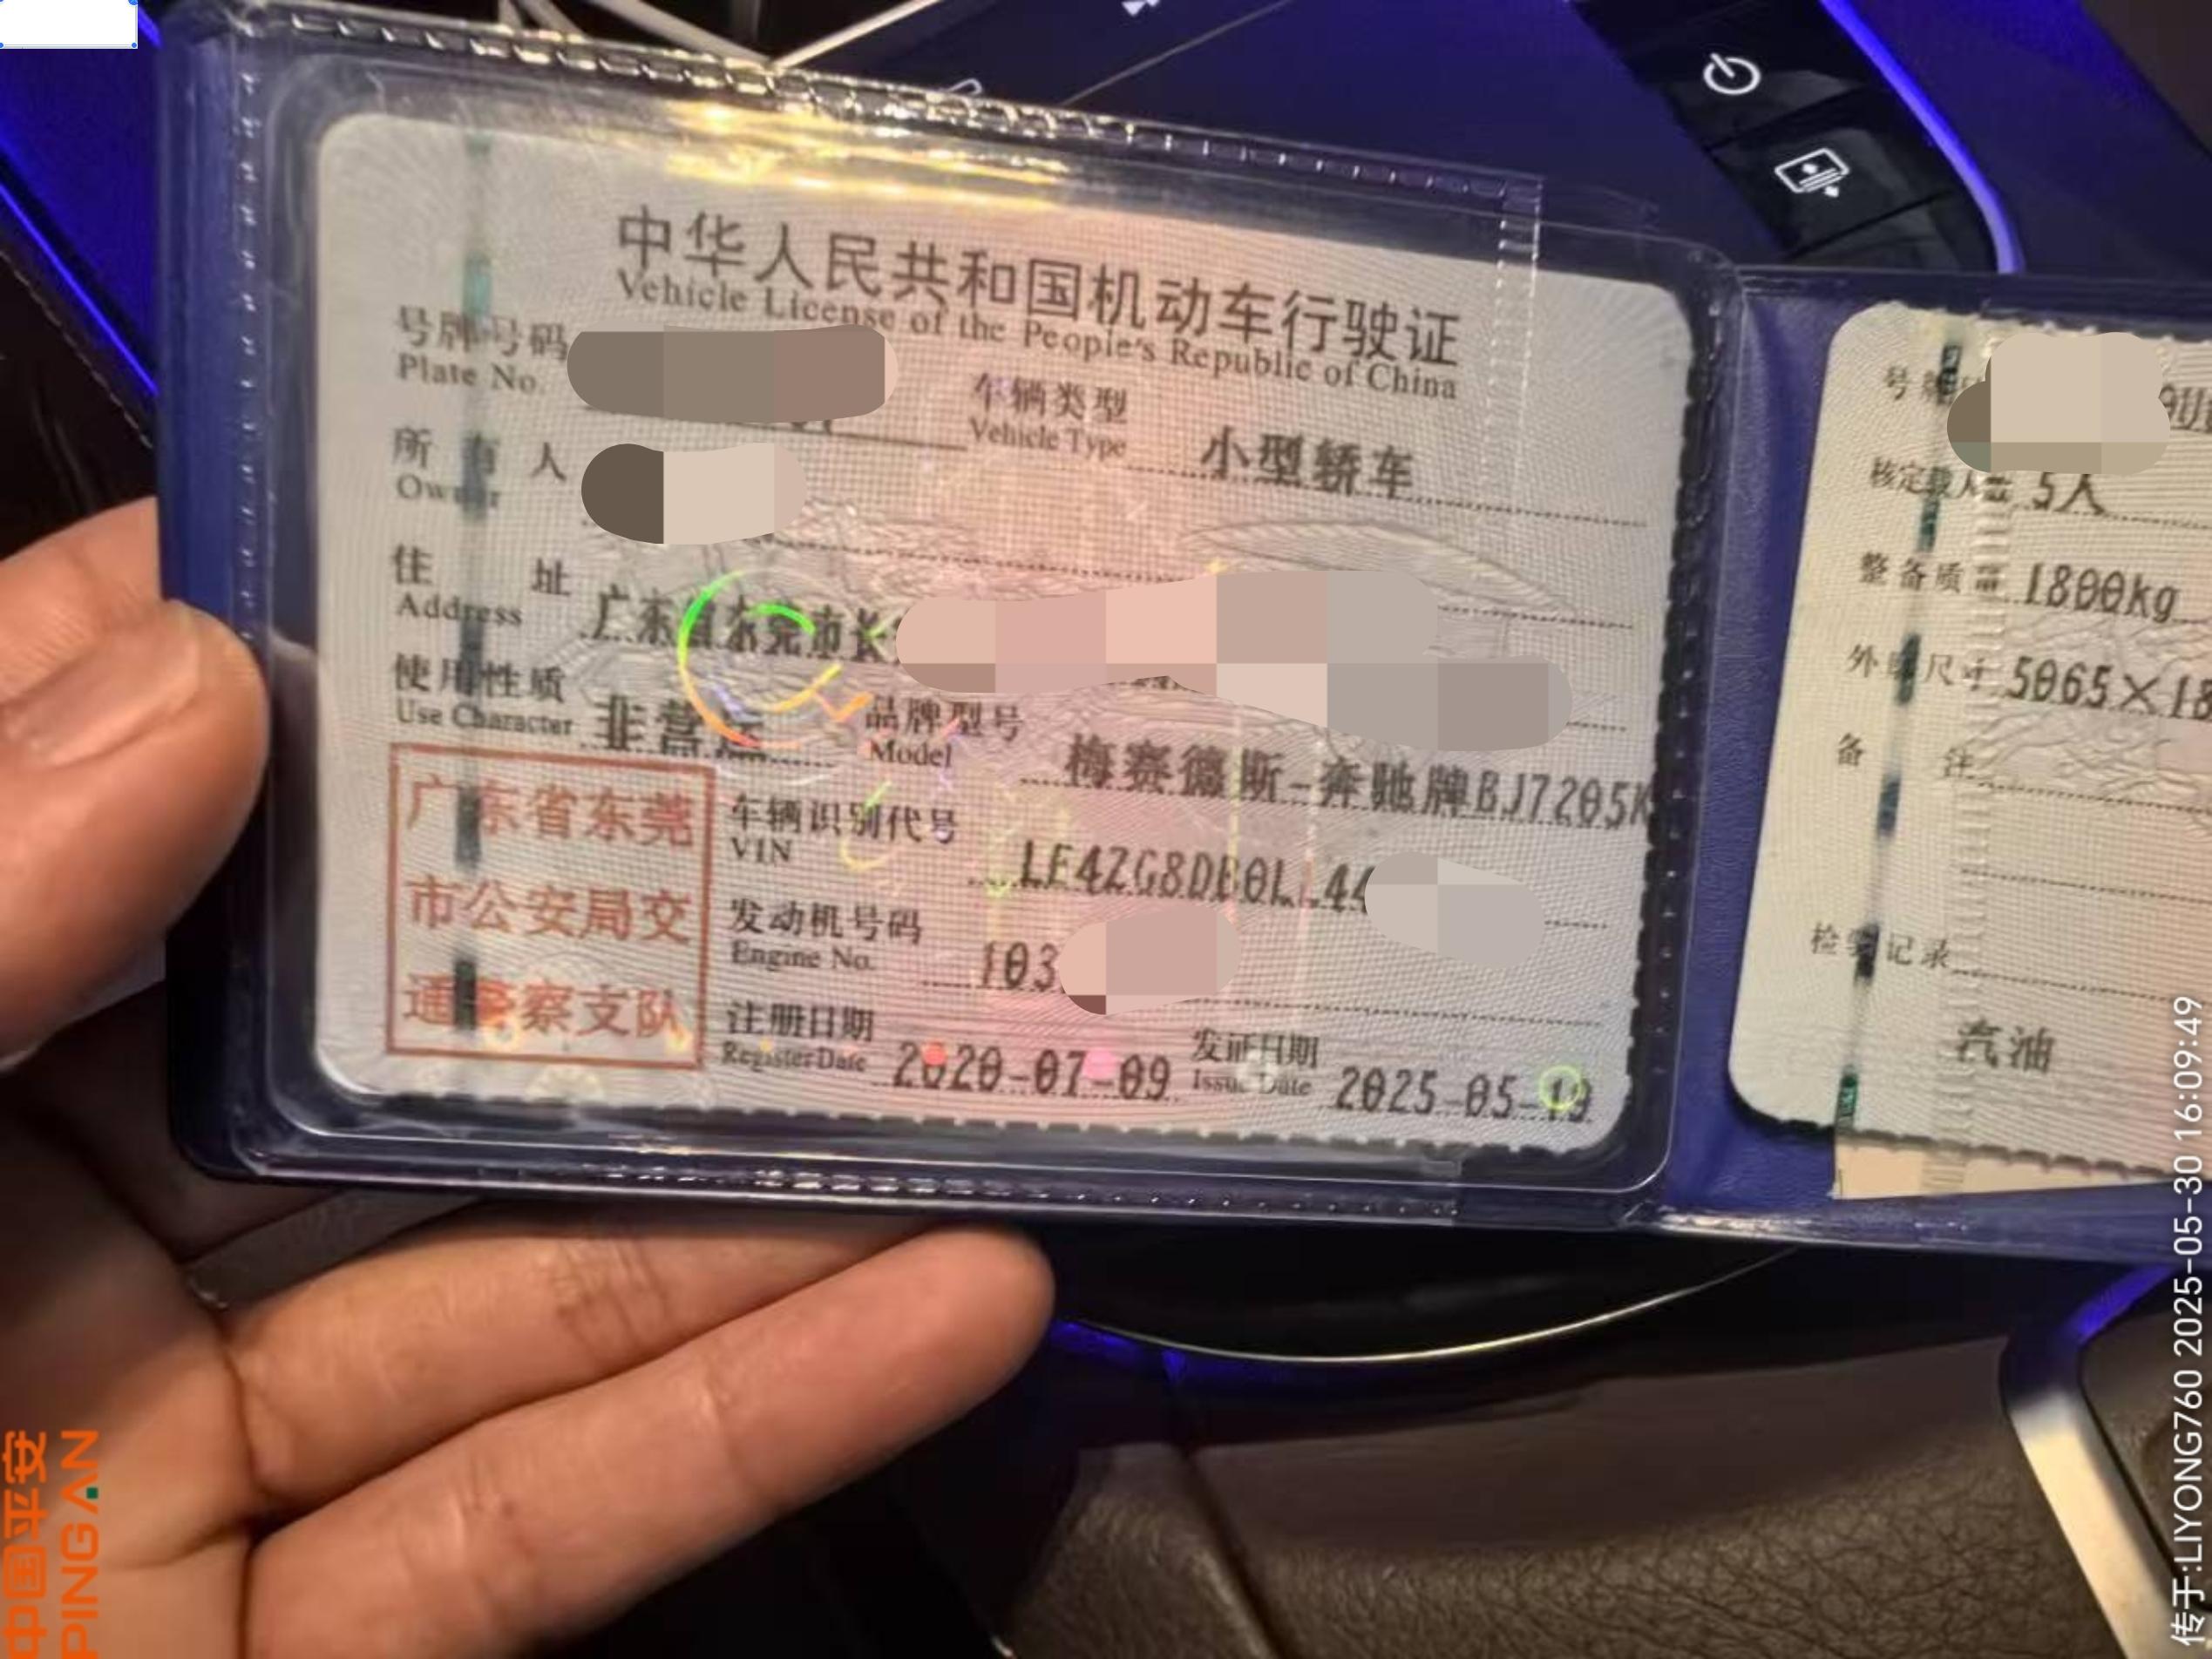 中华人民共和国机动车行驶证
Vehicle License of the People's Republic of China
号牌号码
Plate No.
车辆类型 小型轿车
Vehicle Type
所有人
Owner
住址 广东省东莞市长
Address
使用性质 非营运
Use Character
品牌型号 梅赛德斯-奔驰牌BJ7205
Model
广东省东莞
市公安局交
通警察支队
车辆识别代号
VIN
发动机号码 103
Engine No.
注册日期 2020-07-09
Register Date
发证日期 2025-05-19
Issue Date
号牌
核定载人数 5人
整备质量 1800kg
外廓尺寸 5065×18
备注
检验记录
汽油
中国平安
PINGAN
传于:LIYONG760 2025-05-30 16:09:49